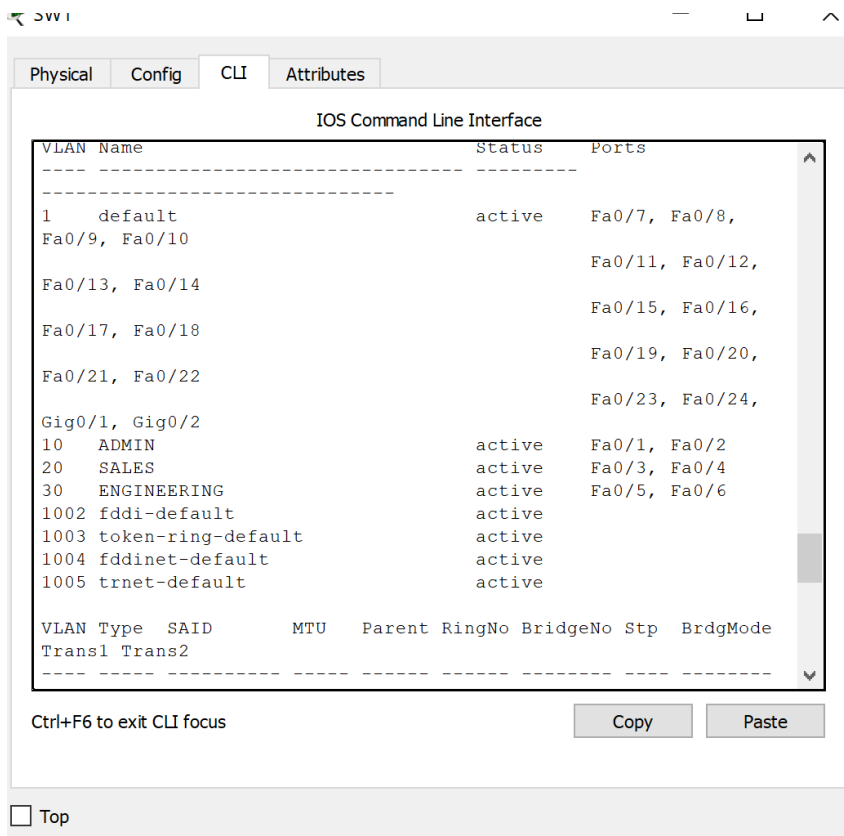 SW1
Physical Config CLI Attributes
IOS Command Line Interface
VLAN Name                             Status    Ports
---- -------------------------------- ---------
-------------------------------
1    default                          active    Fa0/7, Fa0/8,
Fa0/9, Fa0/10
                                                Fa0/11, Fa0/12,
Fa0/13, Fa0/14
                                                Fa0/15, Fa0/16,
Fa0/17, Fa0/18
                                                Fa0/19, Fa0/20,
Fa0/21, Fa0/22
                                                Fa0/23, Fa0/24,
Gig0/1, Gig0/2
10   ADMIN                            active    Fa0/1, Fa0/2
20   SALES                            active    Fa0/3, Fa0/4
30   ENGINEERING                      active    Fa0/5, Fa0/6
1002 fddi-default                     active
1003 token-ring-default               active
1004 fddinet-default                  active
1005 trnet-default                    active
VLAN Type  SAID       MTU   Parent RingNo BridgeNo Stp  BrdgMode
Trans1 Trans2
---- ----- ---------- ----- ------ ------ -------- ---- --------
Ctrl+F6 to exit CLI focus
Copy
Paste
Top